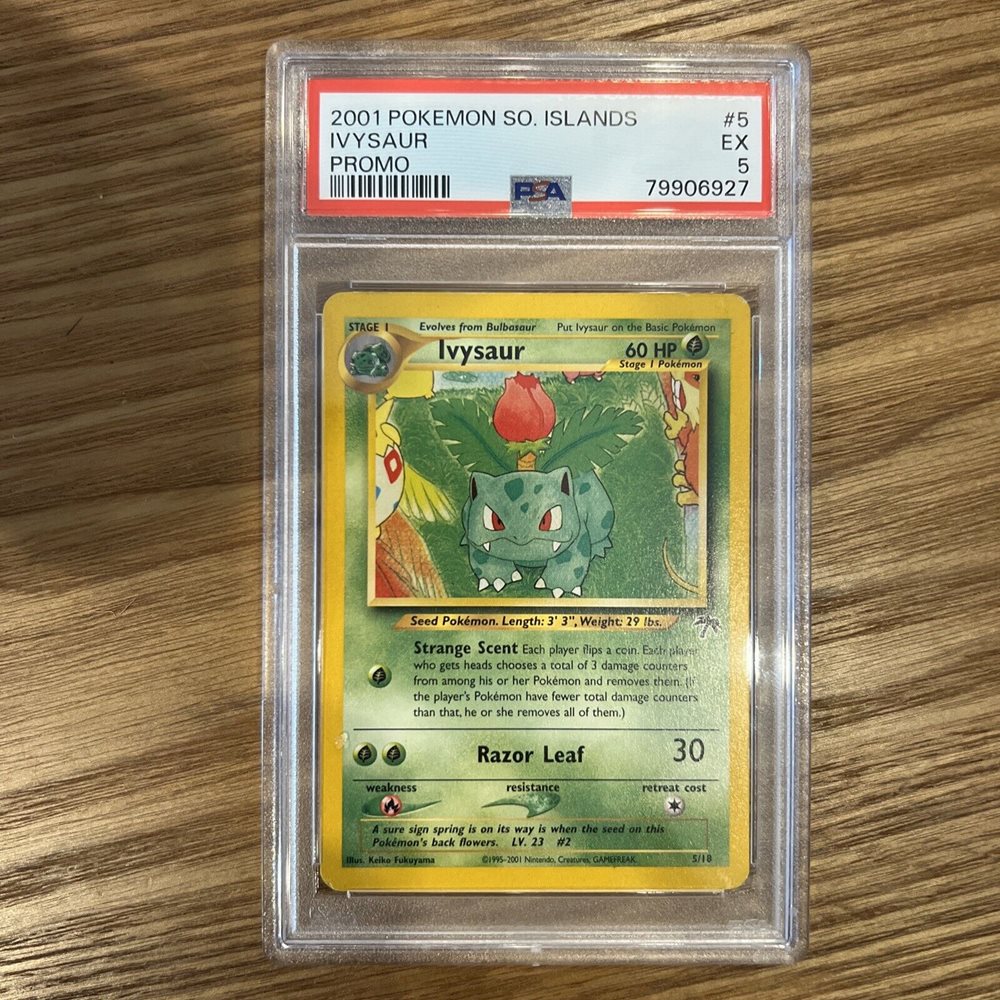 2001 POKEMON SO. ISLANDS #5
IVYSAUR EX
PROMO 5
PSA 79906927
STAGE 1 Evolves from Bulbasaur Put Ivysaur on the Basic Pokémon
Ivysaur 60 HP
Stage 1 Pokémon
Seed Pokémon. Length: 3' 3", Weight: 29 lbs.
Strange Scent Each player flips a coin. Each player
who gets heads chooses a total of 3 damage counters
from among his or her Pokémon and removes them. (If
the player's Pokémon have fewer total damage counters
than that, he or she removes all of them.)
Razor Leaf 30
weakness resistance retreat cost
A sure sign spring is on its way is when the seed on this
Pokémon's back flowers. LV. 23 #2
Illus. Keiko Fukuyama ©1995-2001 Nintendo, Creatures, GAMEFREAK. 5/18